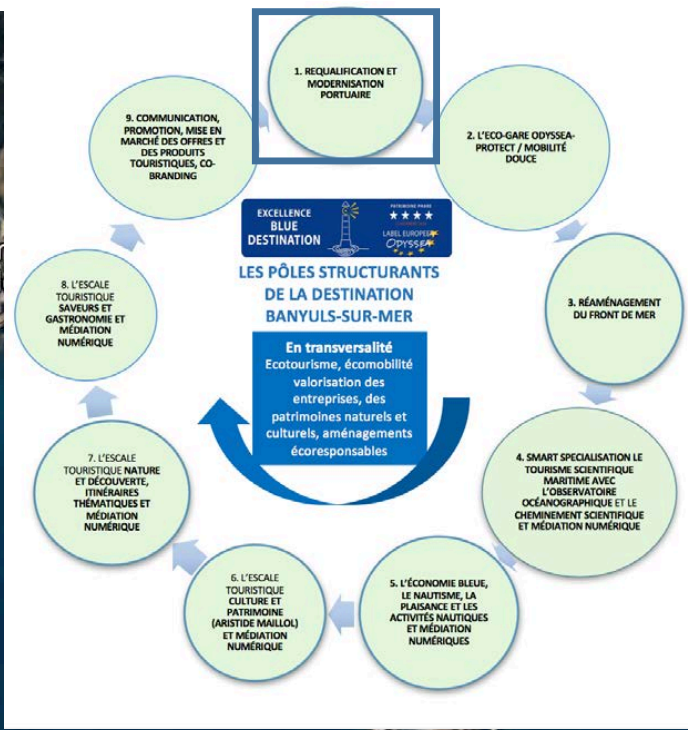 1. REQUALIFICATION ET
MODERNISATION
PORTUAIRE
2. L'ECO-GARE ODYSSEA-
PROTECT / MOBILITÉ
DOUCE
3. RÉAMÉNAGEMENT
DU FRONT DE MER
4. SMART SPECIALISATION LE
TOURISME SCIENTIFIQUE
MARITIME AVEC
L'OBSERVATOIRE
OCÉANOGRAPHIQUE ET LE
CHEMINEMENT SCIENTIFIQUE
ET MÉDIATION NUMÉRIQUE
5. L'ÉCONOMIE BLEUE,
LE NAUTISME, LA
PLAISANCE ET LES
ACTIVITÉS NAUTIQUES
ET MÉDIATION
NUMÉRIQUES
6. L'ESCALE
TOURISTIQUE
CULTURE ET
PATRIMOINE
(ARISTIDE MAILLOL)
ET MÉDIATION
NUMÉRIQUE
7. L'ESCALE
TOURISTIQUE NATURE
ET DÉCOUVERTE,
ITINÉRAIRES
THÉMATIQUES ET
MÉDIATION
NUMÉRIQUE
8. L'ESCALE
TOURISTIQUE
SAVEURS ET
GASTRONOMIE ET
MÉDIATION
NUMÉRIQUE
9. COMMUNICATION,
PROMOTION, MISE EN
MARCHÉ DES OFFRES ET
DES PRODUITS
TOURISTIQUES, CO-
BRANDING
EXCELLENCE
BLUE
DESTINATION
PATRIMOINE PHARE
LABEL EUROPÉEN
ODYSSEA
LES PÔLES STRUCTURANTS
DE LA DESTINATION
BANYULS-SUR-MER
En transversalité
Ecotourisme, écomobilité
valorisation des
entreprises, des
patrimoines naturels et
culturels, aménagements
écoresponsables